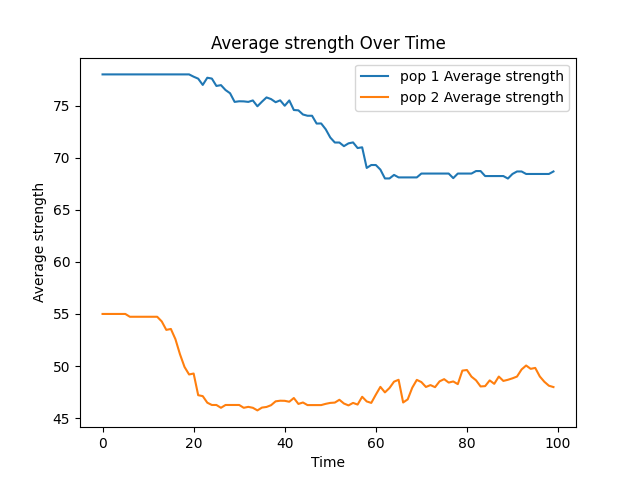 Average strength Over Time
pop 1 Average strength
pop 2 Average strength
75
70
65
60
55
50
45
Average strength
0 20 40 60 80 100
Time